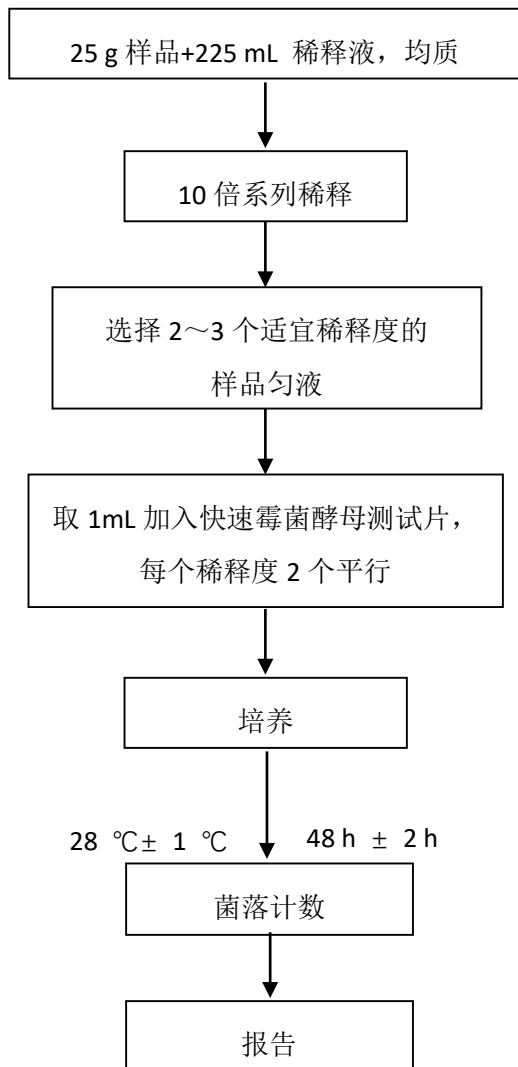 25 g 样品+225 mL 稀释液，均质
10 倍系列稀释
选择 2～3 个适宜稀释度的
样品匀液
取 1mL 加入快速霉菌酵母测试片，
每个稀释度 2 个平行
培养
28 ℃± 1 ℃ 48 h ± 2 h
菌落计数
报告